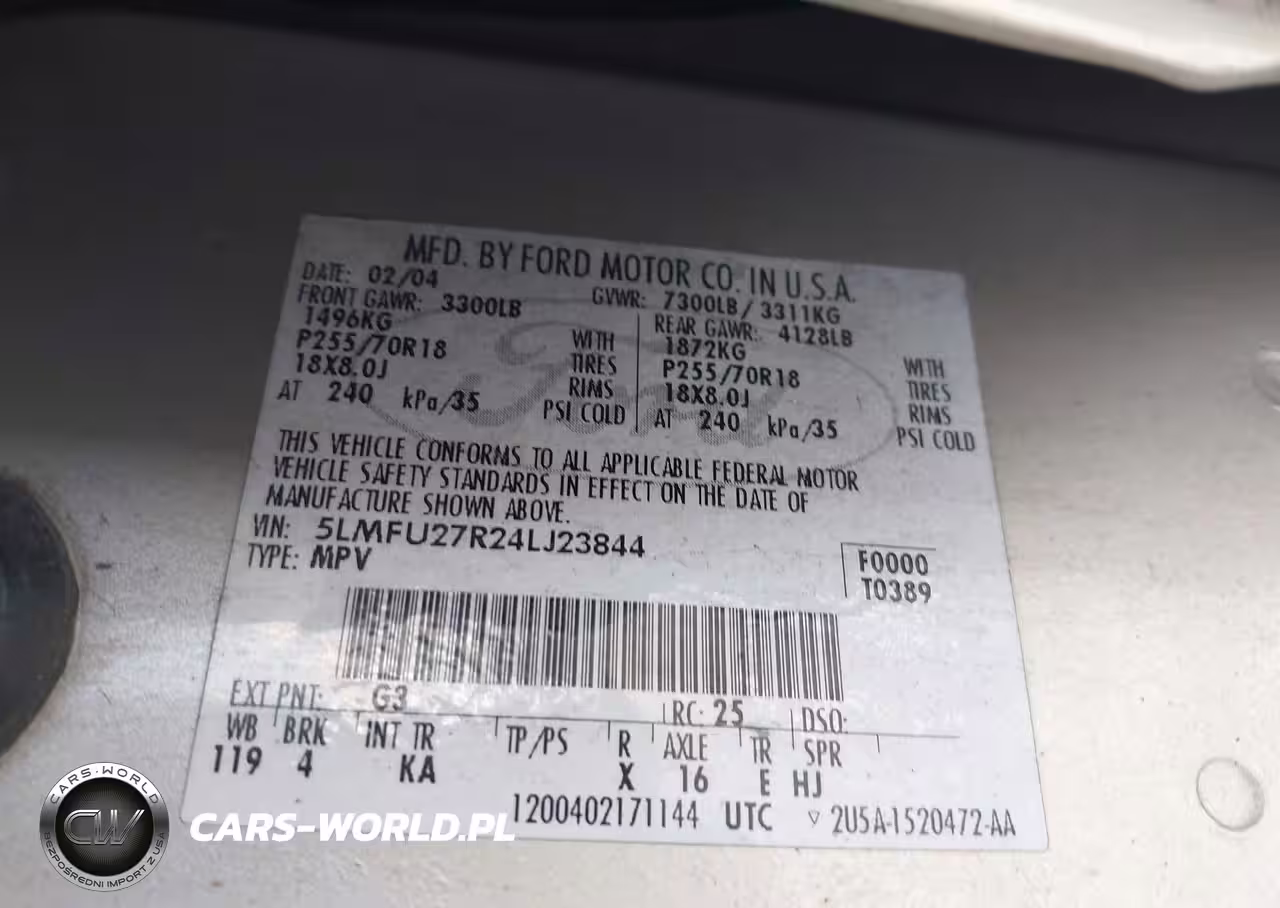 MFD. BY FORD MOTOR CO. IN U.S.A.
DATE: 02/04 GVWR: 7300LB/ 3311KG
FRONT GAWR: 3300LB REAR GAWR: 4128LB
1496KG WITH 1872KG WITH
P255/70R18 TIRES P255/70R18 TIRES
18X8.0J RIMS 18X8.0J RIMS
AT 240 kPa/35 PSI COLD AT 240 kPa/35 PSI COLD
Ford
THIS VEHICLE CONFORMS TO ALL APPLICABLE FEDERAL MOTOR
VEHICLE SAFETY STANDARDS IN EFFECT ON THE DATE OF
MANUFACTURE SHOWN ABOVE.
VIN: 5LMFU27R24LJ23844
TYPE: MPV
F0000
T0389
EXT PNT: G3 RC: 25 DSO:
WB BRK INT TR TP/PS R AXLE TR SPR
119 4 KA X 16 E HJ
1200402171144 UTC ▽ 2U5A-1520472-AA
CARS-WORLD
CW
BEZPOŚREDNI IMPORT Z USA
CARS-WORLD.PL